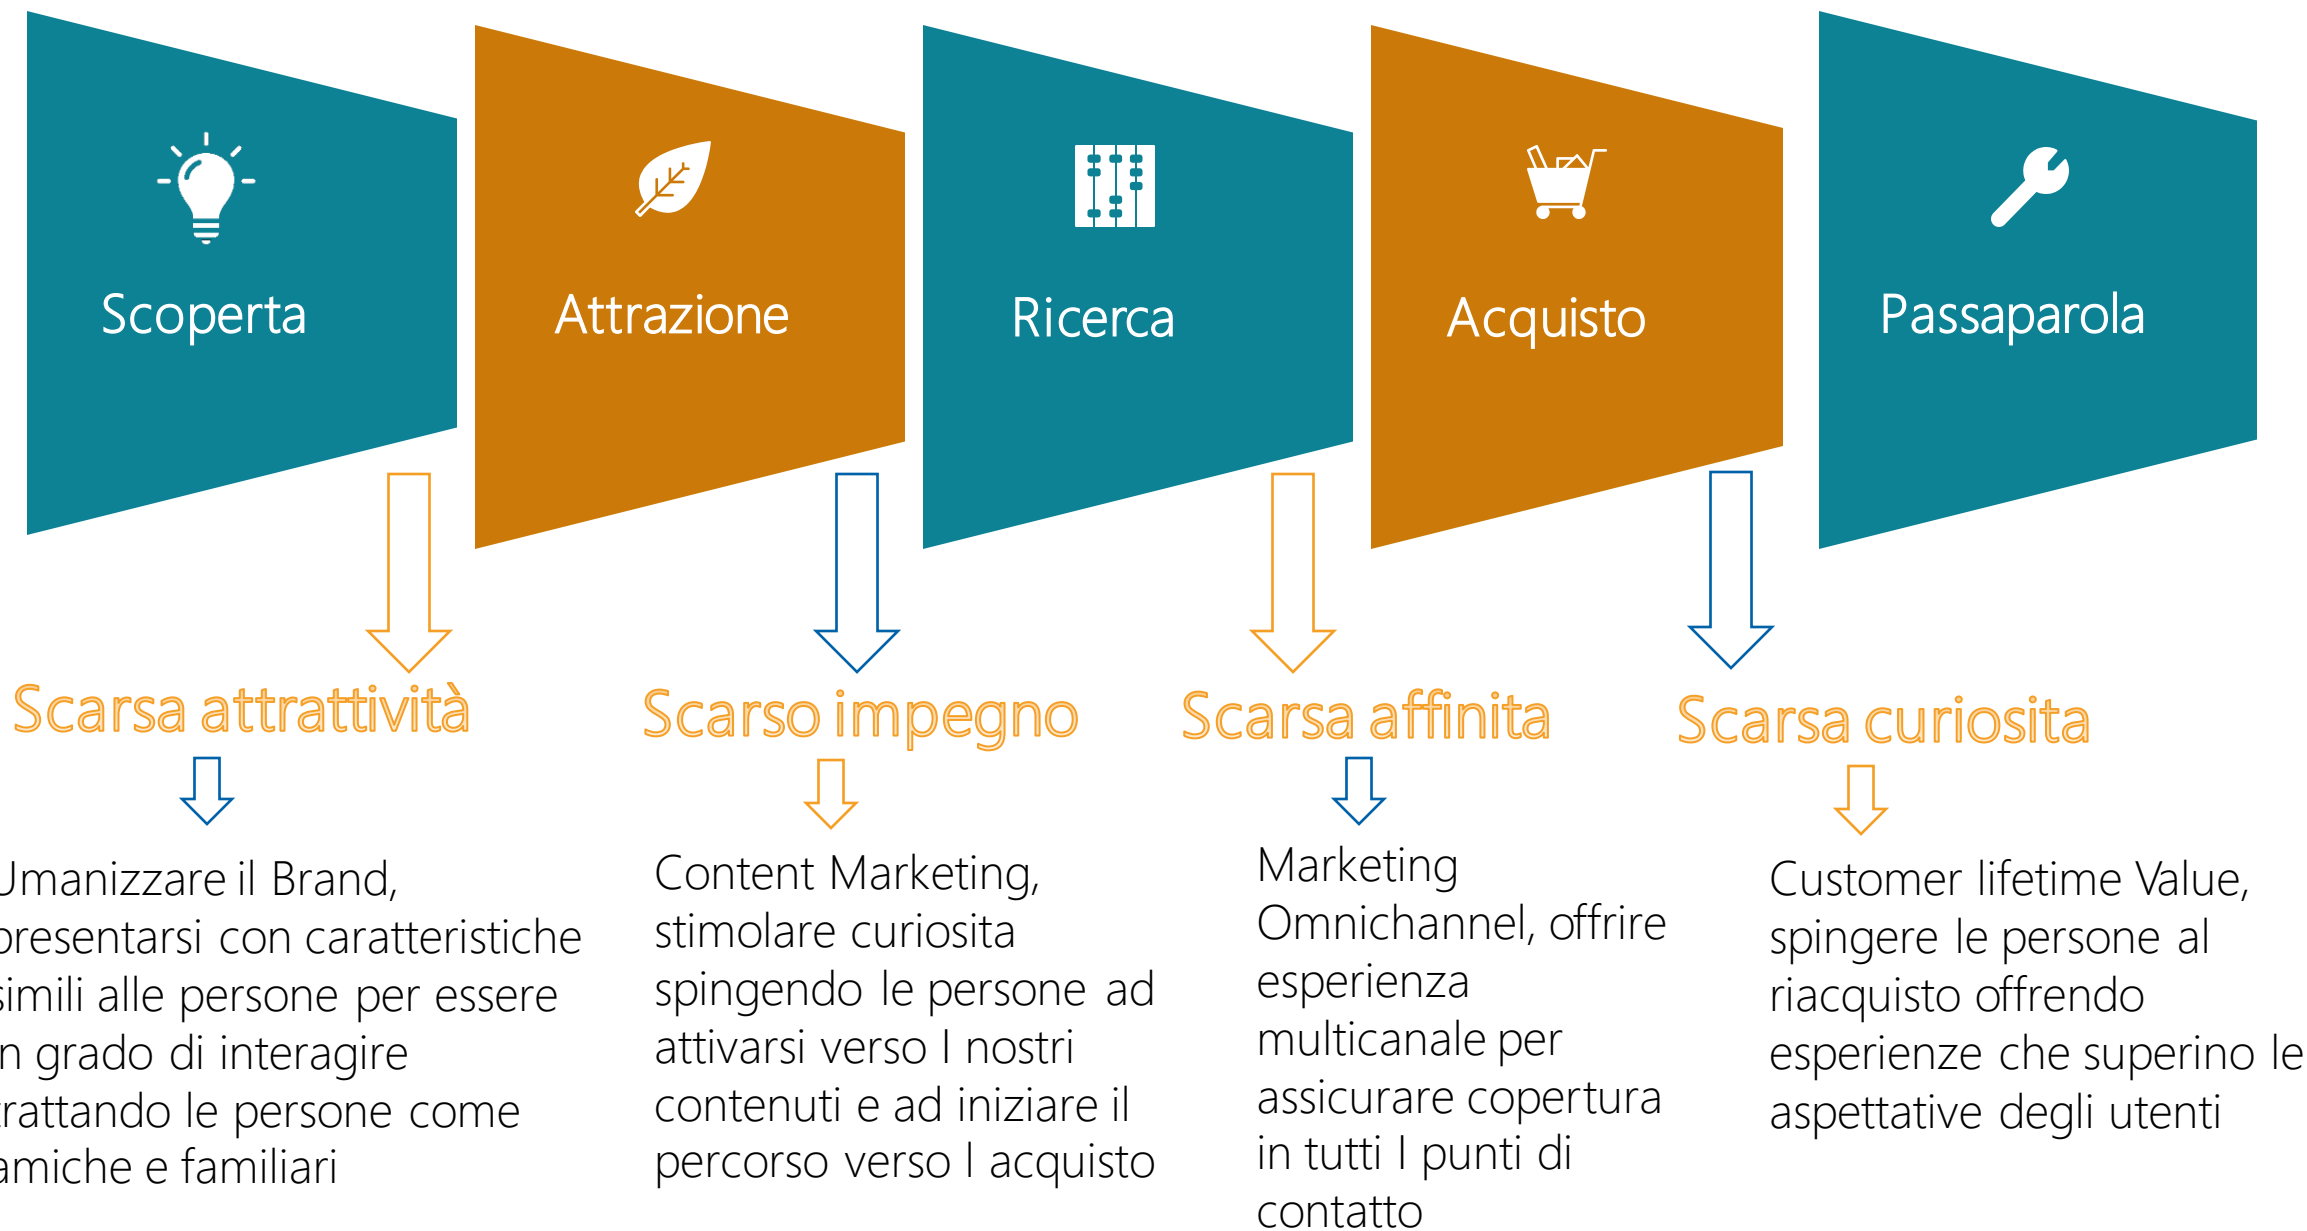 Scoperta
Attrazione
Ricerca
Acquisto
Passaparola
Scarsa attrattività
Scarso impegno
Scarsa affinita
Scarsa curiosita
Umanizzare il Brand,
presentarsi con caratteristiche
simili alle persone per essere
in grado di interagire
trattando le persone come
amiche e familiari
Content Marketing,
stimolare curiosita
spingendo le persone ad
attivarsi verso I nostri
contenuti e ad iniziare il
percorso verso l acquisto
Marketing
Omnichannel, offrire
esperienza
multicanale per
assicurare copertura
in tutti I punti di
contatto
Customer lifetime Value,
spingere le persone al
riacquisto offrendo
esperienze che superino le
aspettative degli utenti